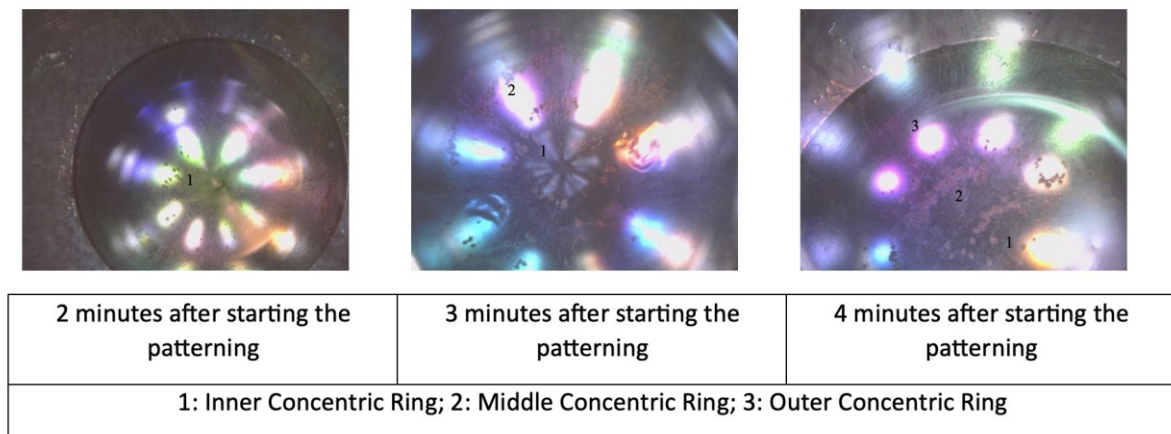 1
2
1
3
2
1
2 minutes after starting the
patterning
3 minutes after starting the
patterning
4 minutes after starting the
patterning
1: Inner Concentric Ring; 2: Middle Concentric Ring; 3: Outer Concentric Ring